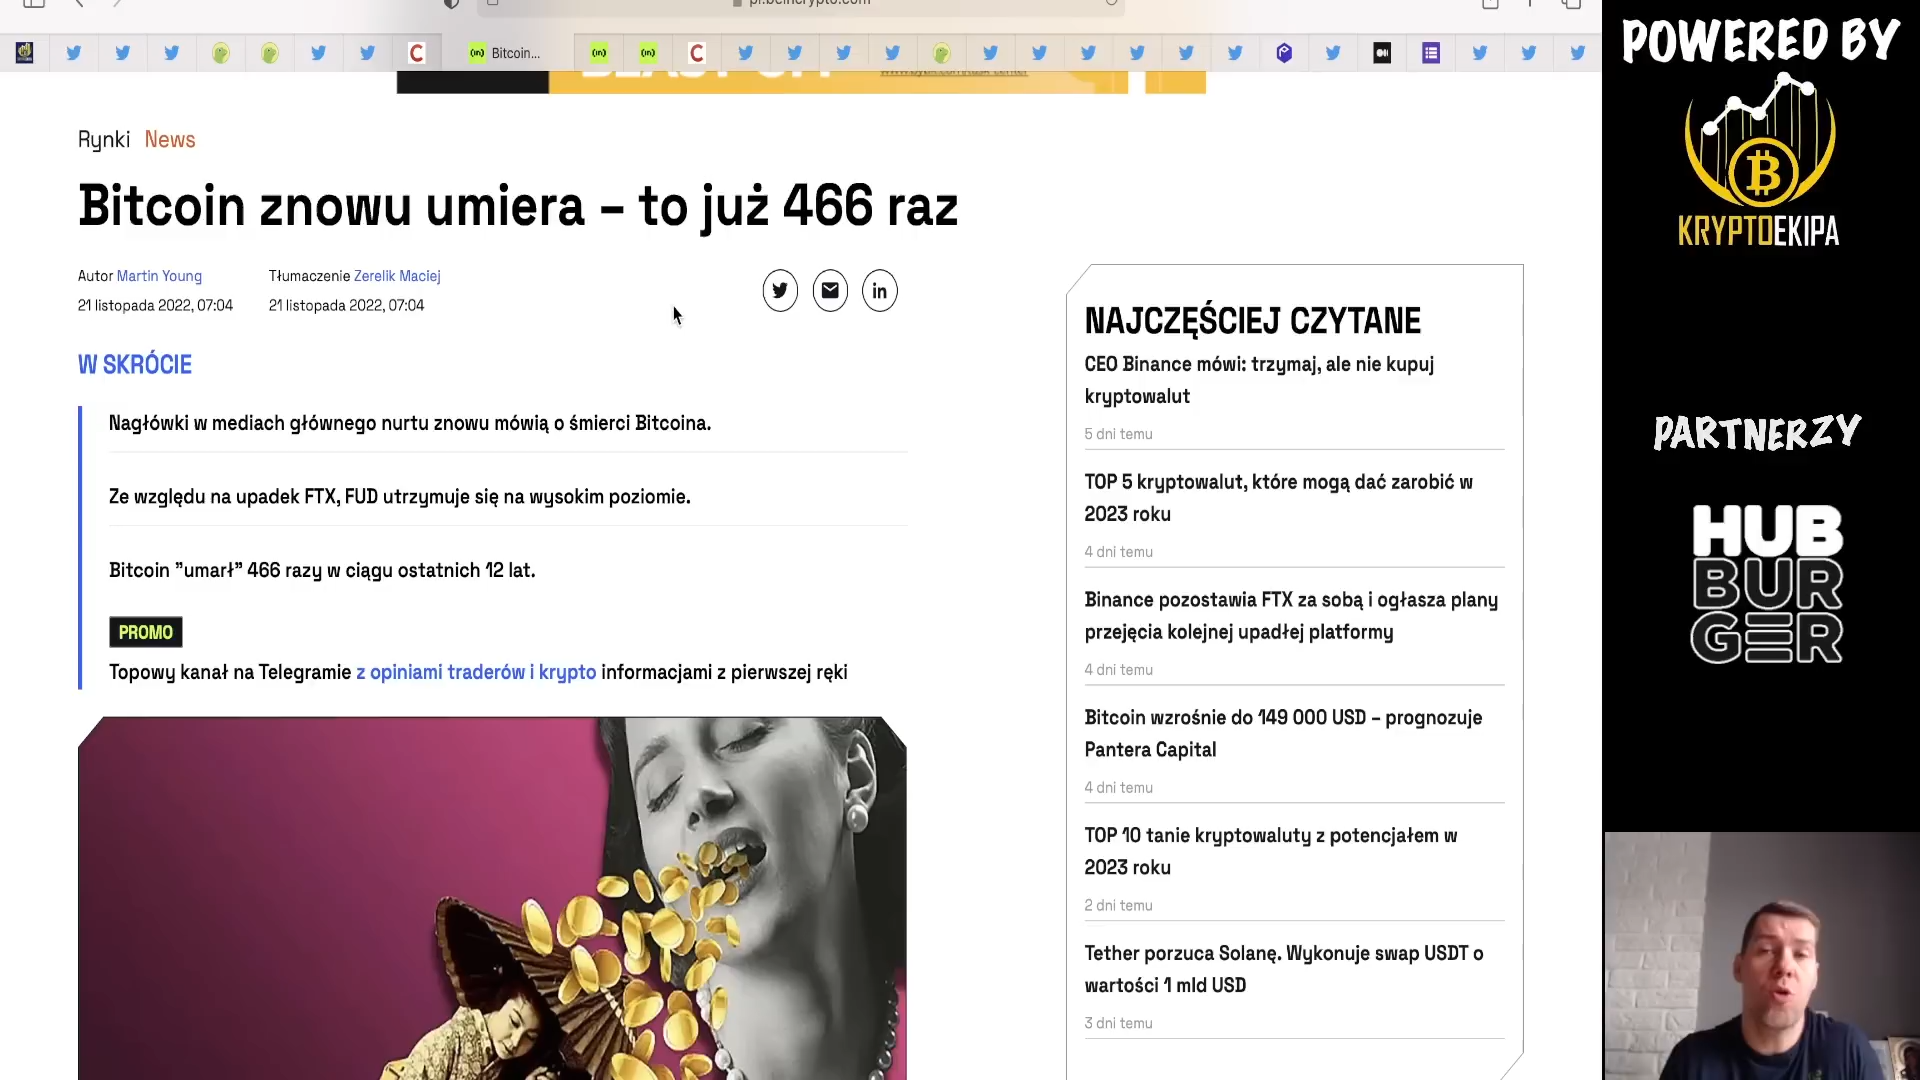 Bitcoin...
POWERED BY
KRYPTOEKIPA
PARTNERZY
HUB
BUR
GER
Rynki News
Bitcoin znowu umiera – to już 466 raz
Autor Martin Young
21 listopada 2022, 07:04
Tłumaczenie Zerelik Maciej
21 listopada 2022, 07:04
W SKRÓCIE
Nagłówki w mediach głównego nurtu znowu mówią o śmierci Bitcoina.
Ze względu na upadek FTX, FUD utrzymuje się na wysokim poziomie.
Bitcoin "umarł" 466 razy w ciągu ostatnich 12 lat.
PROMO
Topowy kanał na Telegramie z opiniami traderów i krypto informacjami z pierwszej ręki
NAJCZĘŚCIEJ CZYTANE
CEO Binance mówi: trzymaj, ale nie kupuj
kryptowalut
5 dni temu
TOP 5 kryptowalut, które mogą dać zarobić w
2023 roku
4 dni temu
Binance pozostawia FTX za sobą i ogłasza plany
przejęcia kolejnej upadłej platformy
4 dni temu
Bitcoin wzrośnie do 149 000 USD – prognozuje
Pantera Capital
4 dni temu
TOP 10 tanie kryptowaluty z potencjałem w
2023 roku
2 dni temu
Tether porzuca Solanę. Wykonuje swap USDT o
wartości 1 mld USD
3 dni temu